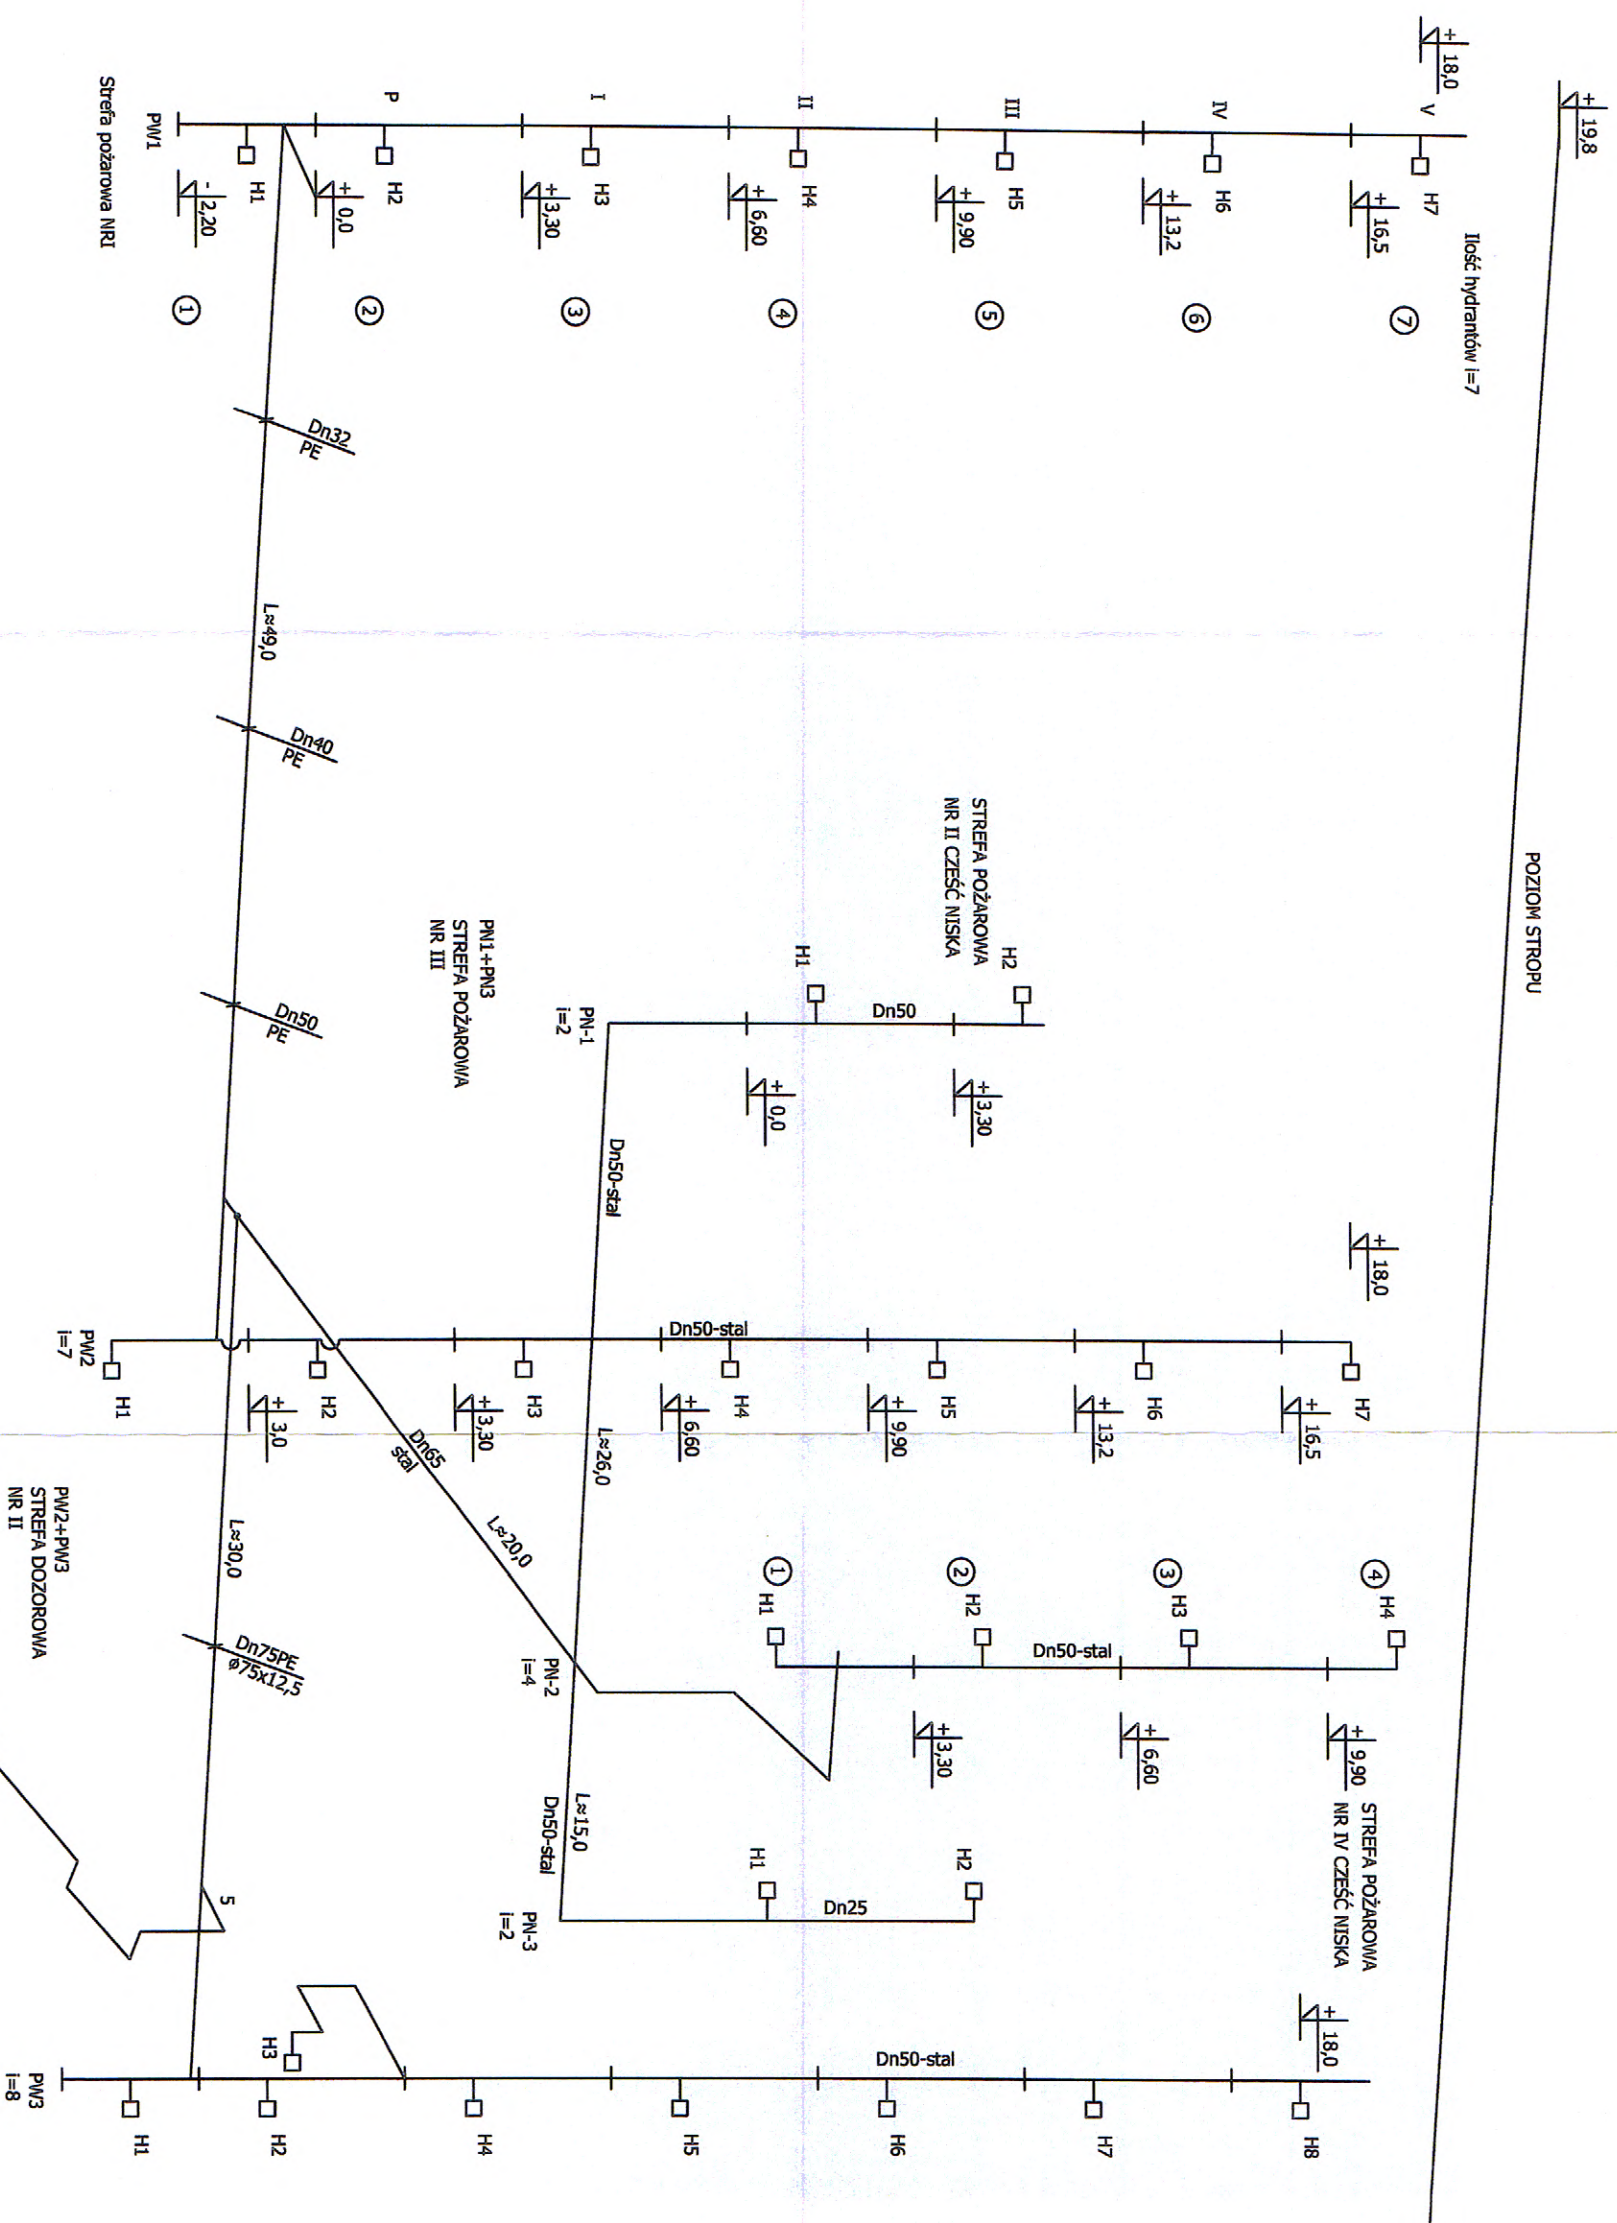 + 19,8
POZIOM STROPU
+ 18,0
Ilość hydrantów i=7
V
H7
+ 16,5
7
IV
H6
+ 13,2
6
III
H5
+ 9,90
5
II
H4
+ 6,60
4
I
H3
+ 3,30
3
P
H2
+ 0,0
2
H1
- 2,20
1
PW1
Strefa pożarowa NRI
Dn32
PE
L≈49,0
Dn40
PE
Dn50
PE
STREFA POŻAROWA
NR II CZEŚĆ NISKA
H2
Dn50
H1
+ 3,30
+ 0,0
PN-1
i=2
PN1+PN3
STREFA POŻAROWA
NR III
Dn50-stal
L≈26,0
+ 18,0
H7
+ 16,5
H6
+ 13,2
H5
+ 9,90
Dn50-stal
H4
+ 6,60
H3
+ 3,30
H2
+ 3,0
H1
PW2
i=7
Dn65
stal
L≈20,0
L≈30,0
PW2+PW3
STREFA DOZOROWA
NR II
Dn75PE
ø75x12,5
4
H4
3
H3
Dn50-stal
2
H2
1
H1
+ 9,90
+ 6,60
+ 3,30
PN-2
i=4
STREFA POŻAROWA
NR IV CZEŚĆ NISKA
L≈15,0
Dn50-stal
H2
Dn25
H1
PN-3
i=2
5
+ 18,0
H8
H7
Dn50-stal
H6
H5
H4
H3
H2
H1
PW3
i=8